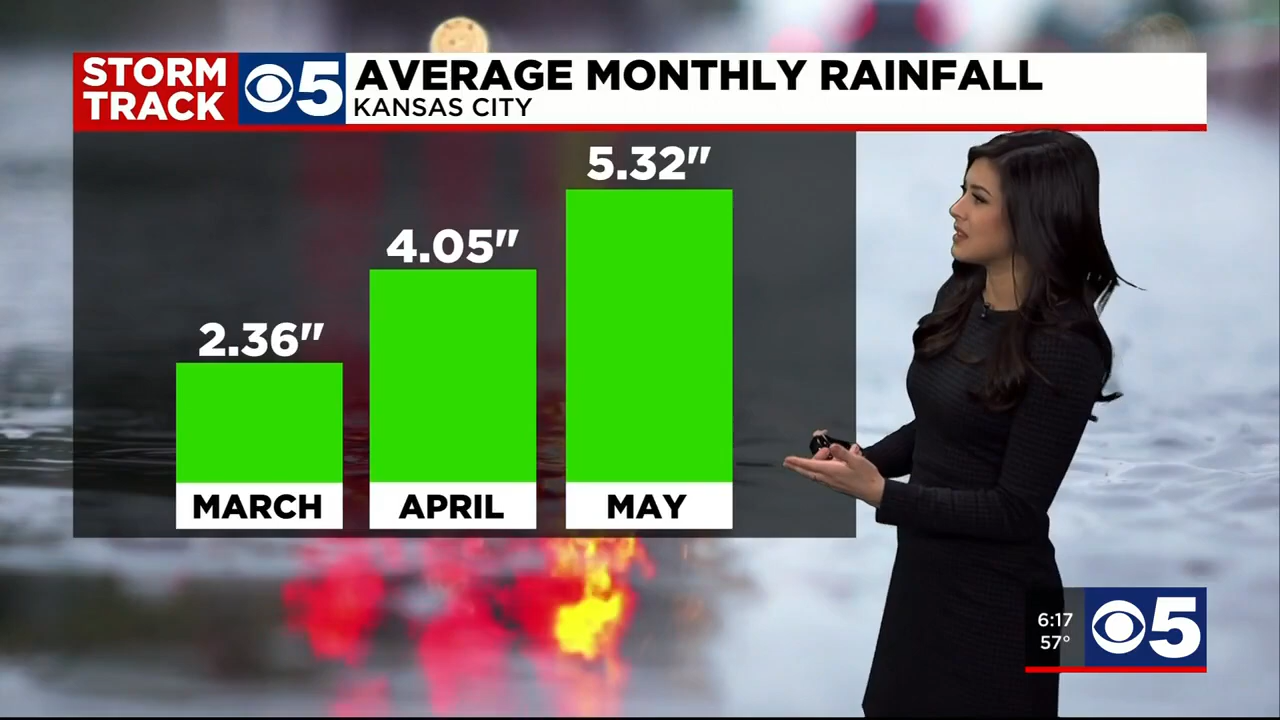 STORM
TRACK
5
AVERAGE MONTHLY RAINFALL
KANSAS CITY
2.36"
4.05"
5.32"
MARCH
APRIL
MAY
6:17
57°
5